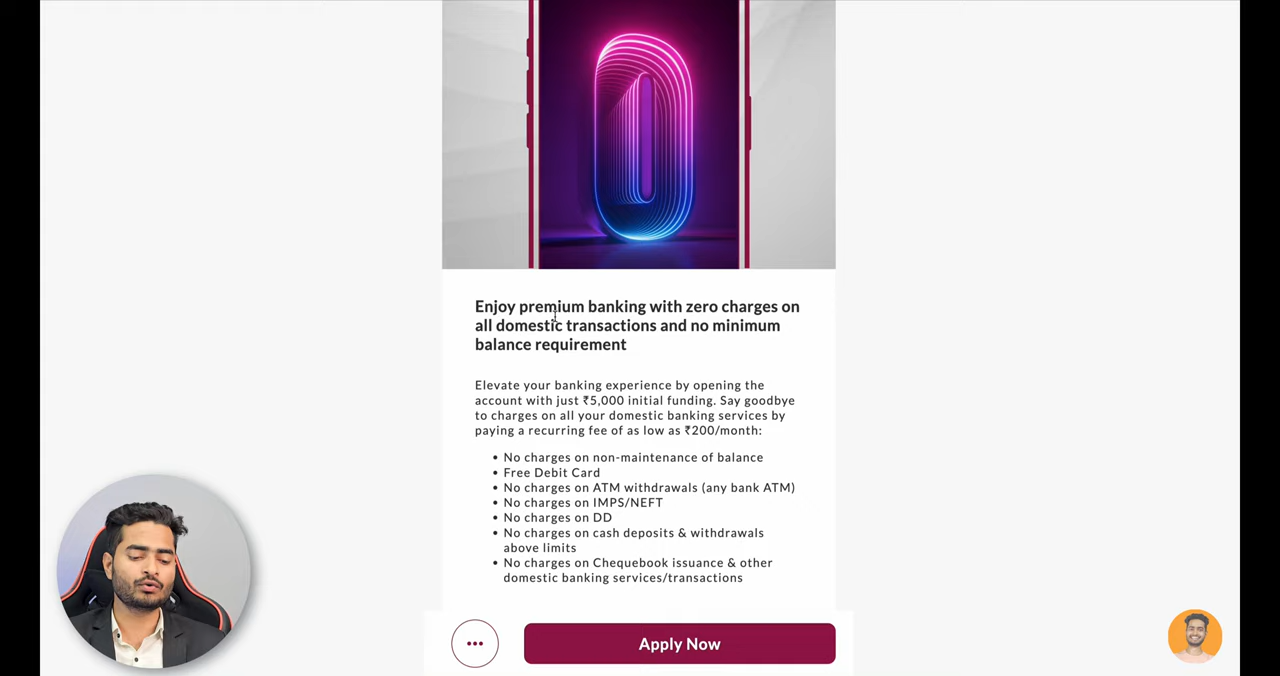 Enjoy premium banking with zero charges on
all domestic transactions and no minimum
balance requirement
Elevate your banking experience by opening the
account with just ₹5,000 initial funding. Say goodbye
to charges on all your domestic banking services by
paying a recurring fee of as low as ₹200/month:
• No charges on non-maintenance of balance
• Free Debit Card
• No charges on ATM withdrawals (any bank ATM)
• No charges on IMPS/NEFT
• No charges on DD
• No charges on cash deposits & withdrawals
above limits
• No charges on Chequebook issuance & other
domestic banking services/transactions
Apply Now